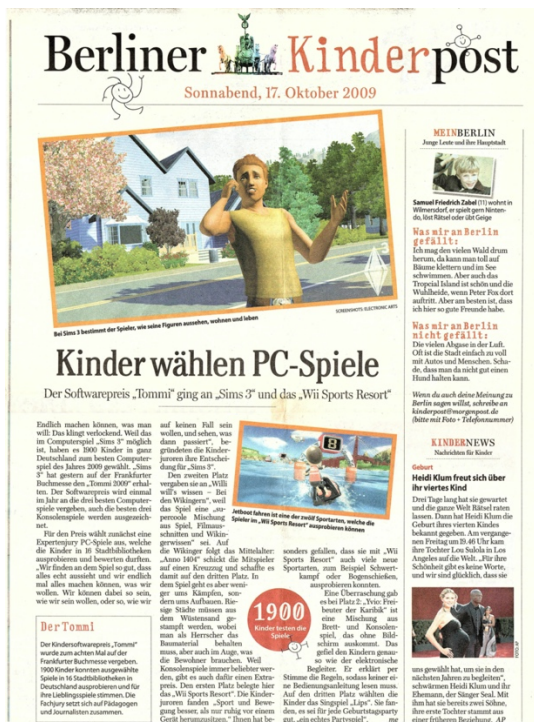 Berliner Kinderpost
Sonnabend, 17. Oktober 2009
Bei Sims 3 bestimmt der Spieler, wie seine Figuren aussehen, wohnen und leben
SCREENSHOTS: ELECTRONIC ARTS
Kinder wählen PC-Spiele
Der Softwarepreis „Tommi“ ging an „Sims 3“ und das „Wii Sports Resort“
Endlich machen können, was man
will: Das klingt verlockend. Weil das
im Computerspiel „Sims 3“ möglich
ist, haben es 1900 Kinder in ganz
Deutschland zum besten Computer-
spiel des Jahres 2009 gewählt. „Sims
3“ hat gestern auf der Frankfurter
Buchmesse den „Tommi 2009“ erhal-
ten. Der Softwarepreis wird einmal
im Jahr an die drei besten Computer-
spiele vergeben, auch die besten drei
Konsolenspiele werden ausgezeich-
net.
Für den Preis wählt zunächst eine
Expertenjury PC-Spiele aus, welche
die Kinder in 16 Stadtbibliotheken
ausprobieren und bewerten durften.
„Wir finden an dem Spiel so gut, dass
alles echt aussieht und wir endlich
mal alles machen können, was wir
wollen. Wir können dabei so sein,
wie wir sein wollen, oder so, wie wir
Der Tommi
Der Kindersoftwarepreis „Tommi“
wurde zum achten Mal auf der
Frankfurter Buchmesse vergeben.
1900 Kinder konnten ausgewählte
Spiele in 16 Stadtbibliotheken in
Deutschland ausprobieren und für
ihre Lieblingsspiele stimmen. Die
Fachjury setzt sich auf Pädagogen
und Journalisten zusammen.
auf keinen Fall sein
wollen, und sehen, was
dann passiert“, be-
gründeten die Kinder-
juroren ihre Entschei-
dung für „Sims 3“.
Den zweiten Platz
vergaben sie an „Willi
will's wissen – Bei
den Wikingern“, weil
das Spiel eine „su-
percoole Mischung
aus Spiel, Filmaus-
schnitten und Wikin-
gerwissen“ sei. Auf
die Wikinger folgt das Mittelalter:
„Anno 1404“ schickt die Mitspieler
auf einen Kreuzzug und schaffte es
damit auf den dritten Platz. In
dem Spiel geht es aber weni-
ger ums Kämpfen, son-
dern ums Aufbauen. Rie-
sige Städte müssen aus
dem Wüstensand ge-
stampft werden, wobei
man als Herrscher das
Baumaterial behalten
muss, aber auch im Auge, was
die Bewohner brauchen. Weil
Konsolenspiele immer beliebter wer-
den, gibt es auch dafür einen Extra-
preis. Den ersten Platz belegte hier
das „Wii Sports Resort“. Die Kinder-
juroren fanden „Sport und Bewe-
gung besser, als nur ruhig vor einem
Gerät herumzusitzen.“ Ihnen hat be-
8
Jetboot fahren ist eine der zwölf Sportarten, welche die
Spieler in „Wii Sports Resort“ ausprobieren können
1900
Kinder testen die
Spiele
sonders gefallen, dass sie mit „Wii
Sports Resort“ auch viele neue
Sportarten, zum Beispiel Schwert-
kampf oder Bogenschießen,
ausprobieren konnten.
Eine Überraschung gab
es bei Platz 2: „Yvio: Frei-
beuter der Karibik“ ist
eine Mischung aus
Brett- und Konsolen-
spiel, das ohne Bild-
schirm auskommt. Das
gefiel den Kindern genau-
so wie der elektronische
Begleiter. Er erklärt per
Stimme die Regeln, sodass keiner ei-
ne Bedienungsanleitung lesen muss.
Auf den dritten Platz wählten die
Kinder das Singspiel „Lips“. Sie fan-
den, es sei für jede Geburtstagsparty
gut, „ein echtes Partyspiel“. mr
MEINBERLIN
Junge Leute und ihre Hauptstadt
Samuel Friedrich Zabel (11) wohnt in
Wilmersdorf, er spielt gern Ninten-
do, löst Rätsel oder übt Geige
Was mir an Berlin
gefällt:
Ich mag den vielen Wald drum
herum, da kann man toll auf
Bäume klettern und im See
schwimmen. Aber auch das
Tropcial Island ist schön und die
Wuhlheide, wenn Peter Fox dort
auftritt. Aber am besten ist, dass
ich hier so gute Freunde habe.
Was mir an Berlin
nicht gefällt:
Die vielen Abgase in der Luft.
Oft ist die Stadt einfach zu voll
mit Autos und Menschen. Scha-
de, dass man da nicht gut einen
Hund halten kann.
Wenn du auch deine Meinung zu
Berlin sagen willst, schreibe an
kinderpost@morgenpost.de
(bitte mit Foto + Telefonnummer)
KINDERNEWS
Nachrichten für Kinder
Geburt
Heidi Klum freut sich über
ihr viertes Kind
Drei Tage lang hat sie gewartet
und die ganze Welt Rätsel raten
lassen. Dann hat Heidi Klum die
Geburt ihres vierten Kindes
bekannt gegeben. Am vergange-
nen Freitag um 19.46 Uhr kam
ihre Tochter Lou Sulola in Los
Angeles auf die Welt. „Für ihre
Schönheit gibt es keine Worte,
und wir sind glücklich, dass sie
uns gewählt hat, um sie in den
nächsten Jahren zu begleiten“,
schwärmen Heidi Klum und ihr
Ehemann, der Sänger Seal. Mit
ihm hat sie bereits zwei Söhne,
ihre erste Tochter stammt aus
einer früheren Beziehung. AP